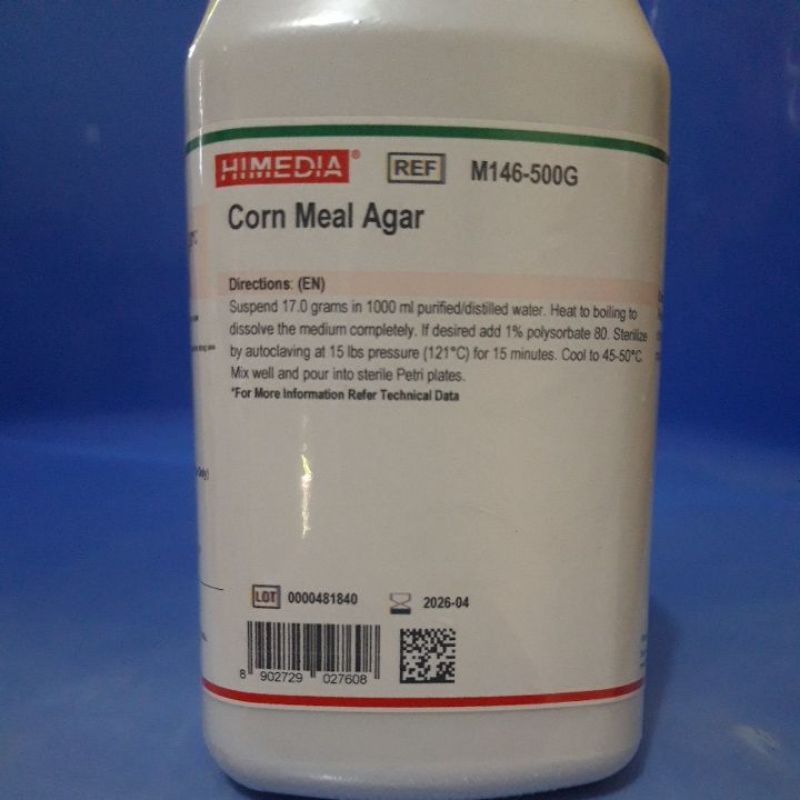 HIMEDIA® REF M146-500G
Corn Meal Agar
Directions: (EN)
Suspend 17.0 grams in 1000 ml purified/distilled water. Heat to boiling to
dissolve the medium completely. If desired add 1% polysorbate 80. Sterilize
by autoclaving at 15 lbs pressure (121°C) for 15 minutes. Cool to 45-50°C.
Mix well and pour into sterile Petri plates.
*For More Information Refer Technical Data
LOT 0000481840 2026-04
8 902729 027608